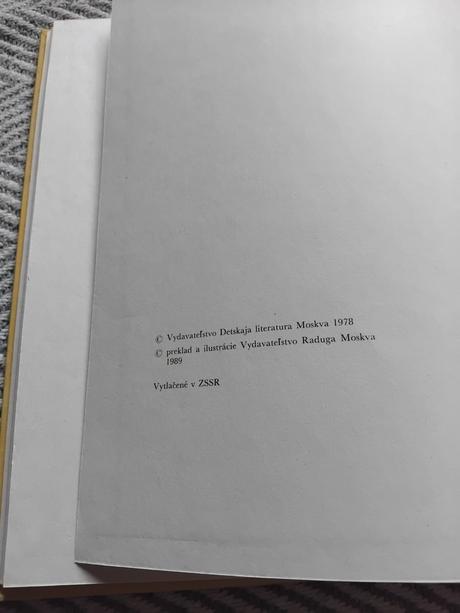 © Vydavateľstvo Detskaja literatura Moskva 1978
© preklad a ilustrácie Vydavateľstvo Raduga Moskva
1989
Vytlačené v ZSSR